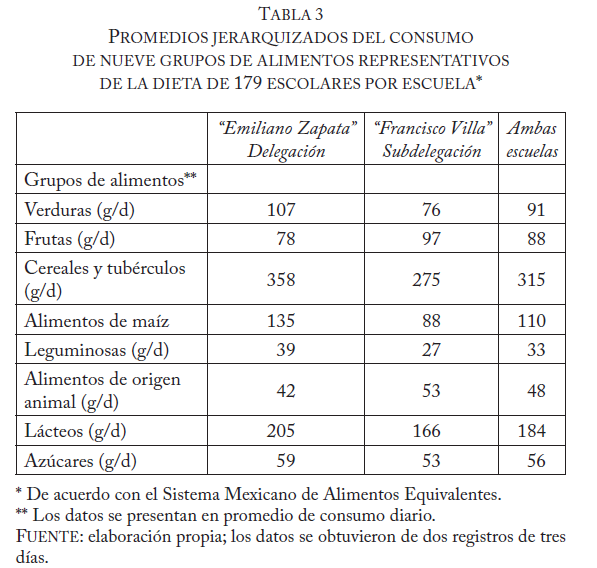 TABLA 3
PROMEDIOS JERARQUIZADOS DEL CONSUMO
DE NUEVE GRUPOS DE ALIMENTOS REPRESENTATIVOS
DE LA DIETA DE 179 ESCOLARES POR ESCUELA*
“Emiliano Zapata” Delegación “Francisco Villa” Subdelegación Ambas escuelas
Grupos de alimentos**
Verduras (g/d) 107 76 91
Frutas (g/d) 78 97 88
Cereales y tubérculos (g/d) 358 275 315
Alimentos de maíz 135 88 110
Leguminosas (g/d) 39 27 33
Alimentos de origen animal (g/d) 42 53 48
Lácteos (g/d) 205 166 184
Azúcares (g/d) 59 53 56
* De acuerdo con el Sistema Mexicano de Alimentos Equivalentes.
** Los datos se presentan en promedio de consumo diario.
FUENTE: elaboración propia; los datos se obtuvieron de dos registros de tres
días.